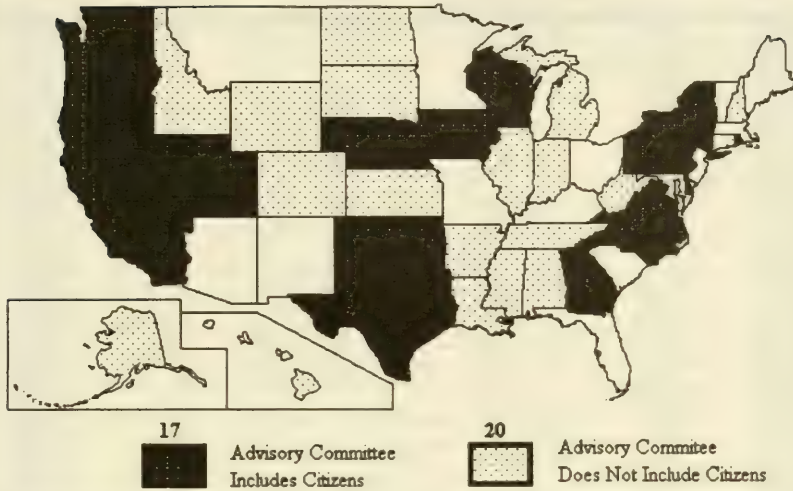 17
Advisory Committee
Includes Citizens
20
Advisory Commitee
Does Not Include Citizens